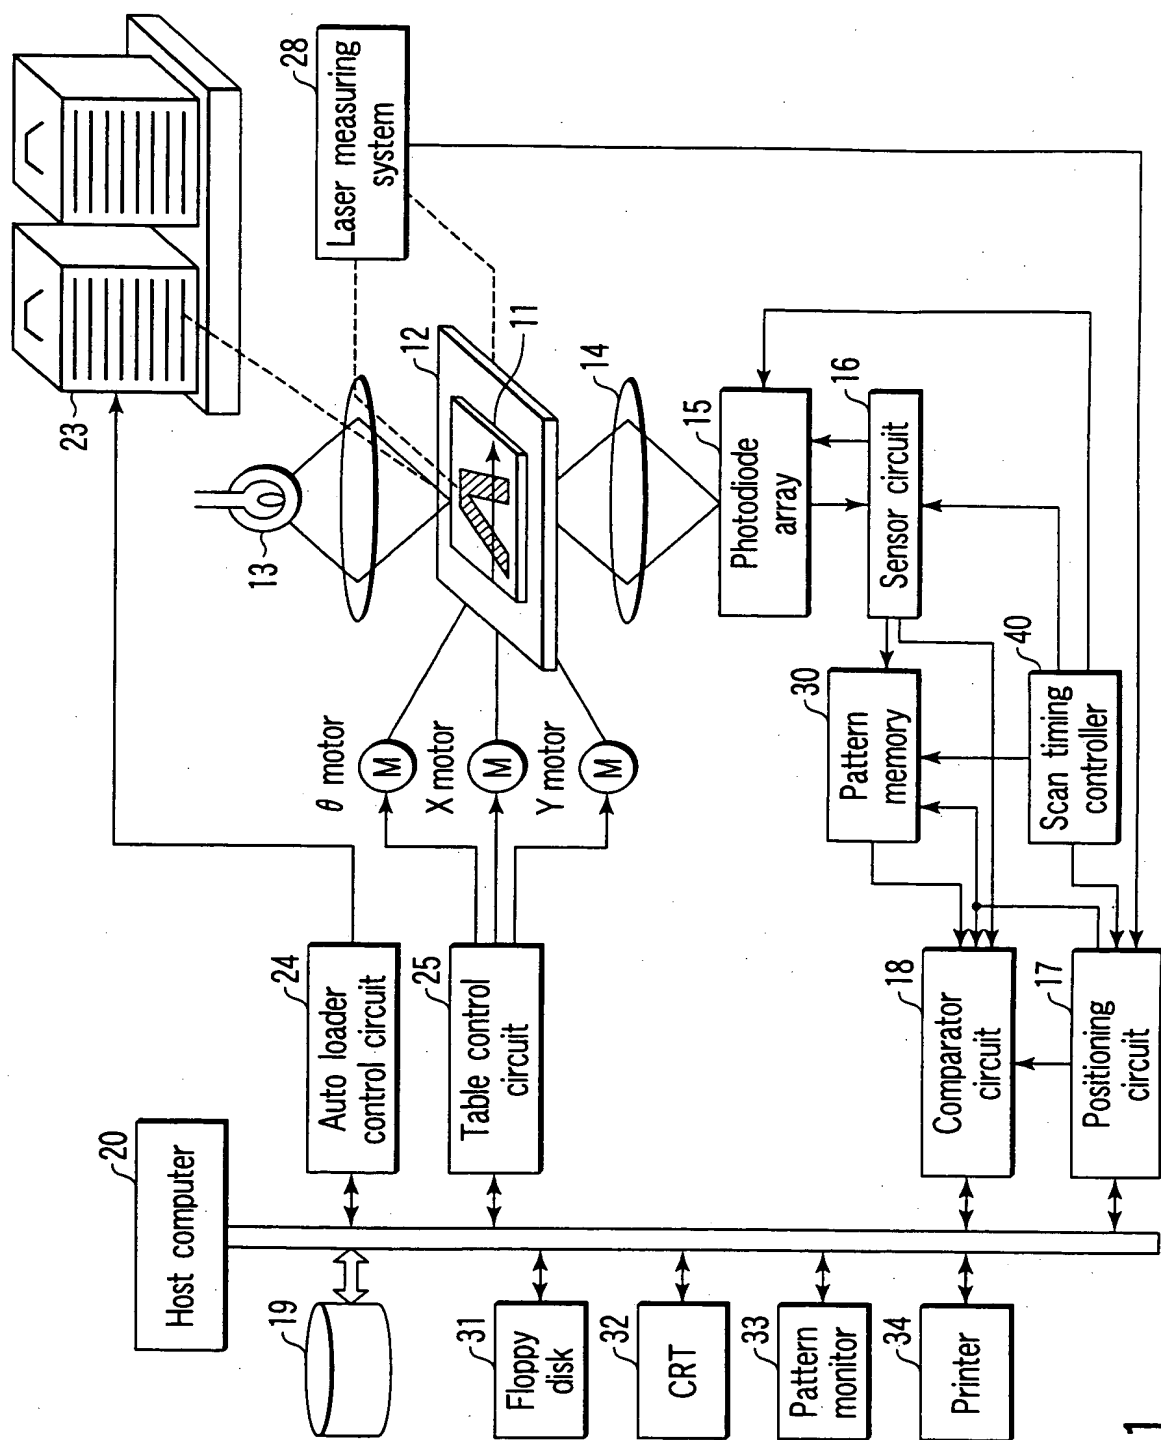 20
Host computer
19
31
Floppy
disk
32
CRT
33
Pattern
monitor
34
Printer
24
Auto loader
control circuit
25
Table control
circuit
18
Comparator
circuit
17
Positioning
circuit
θ motor
M
X motor
M
Y motor
M
30
Pattern
memory
40
Scan timing
controller
23
13
12
11
14
15
Photodiode
array
16
Sensor circuit
28
Laser measuring
system
1